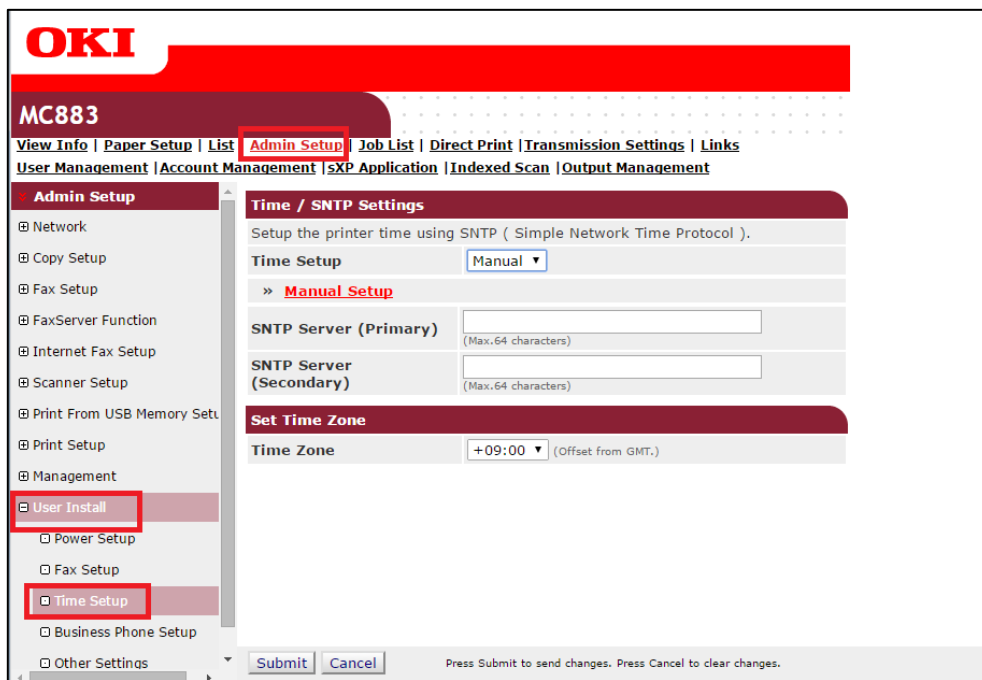 OKI
MC883
View Info | Paper Setup | List | Admin Setup | Job List | Direct Print |Transmission Settings | Links
User Management |Account Management |sXP Application |Indexed Scan |Output Management
Admin Setup
Network
Copy Setup
Fax Setup
FaxServer Function
Internet Fax Setup
Scanner Setup
Print From USB Memory Setu
Print Setup
Management
User Install
Power Setup
Fax Setup
Time Setup
Business Phone Setup
Other Settings
Time / SNTP Settings
Setup the printer time using SNTP ( Simple Network Time Protocol ).
Time Setup Manual
» Manual Setup
SNTP Server (Primary)
(Max.64 characters)
SNTP Server
(Secondary)
(Max.64 characters)
Set Time Zone
Time Zone +09:00 (Offset from GMT.)
Submit Cancel Press Submit to send changes. Press Cancel to clear changes.